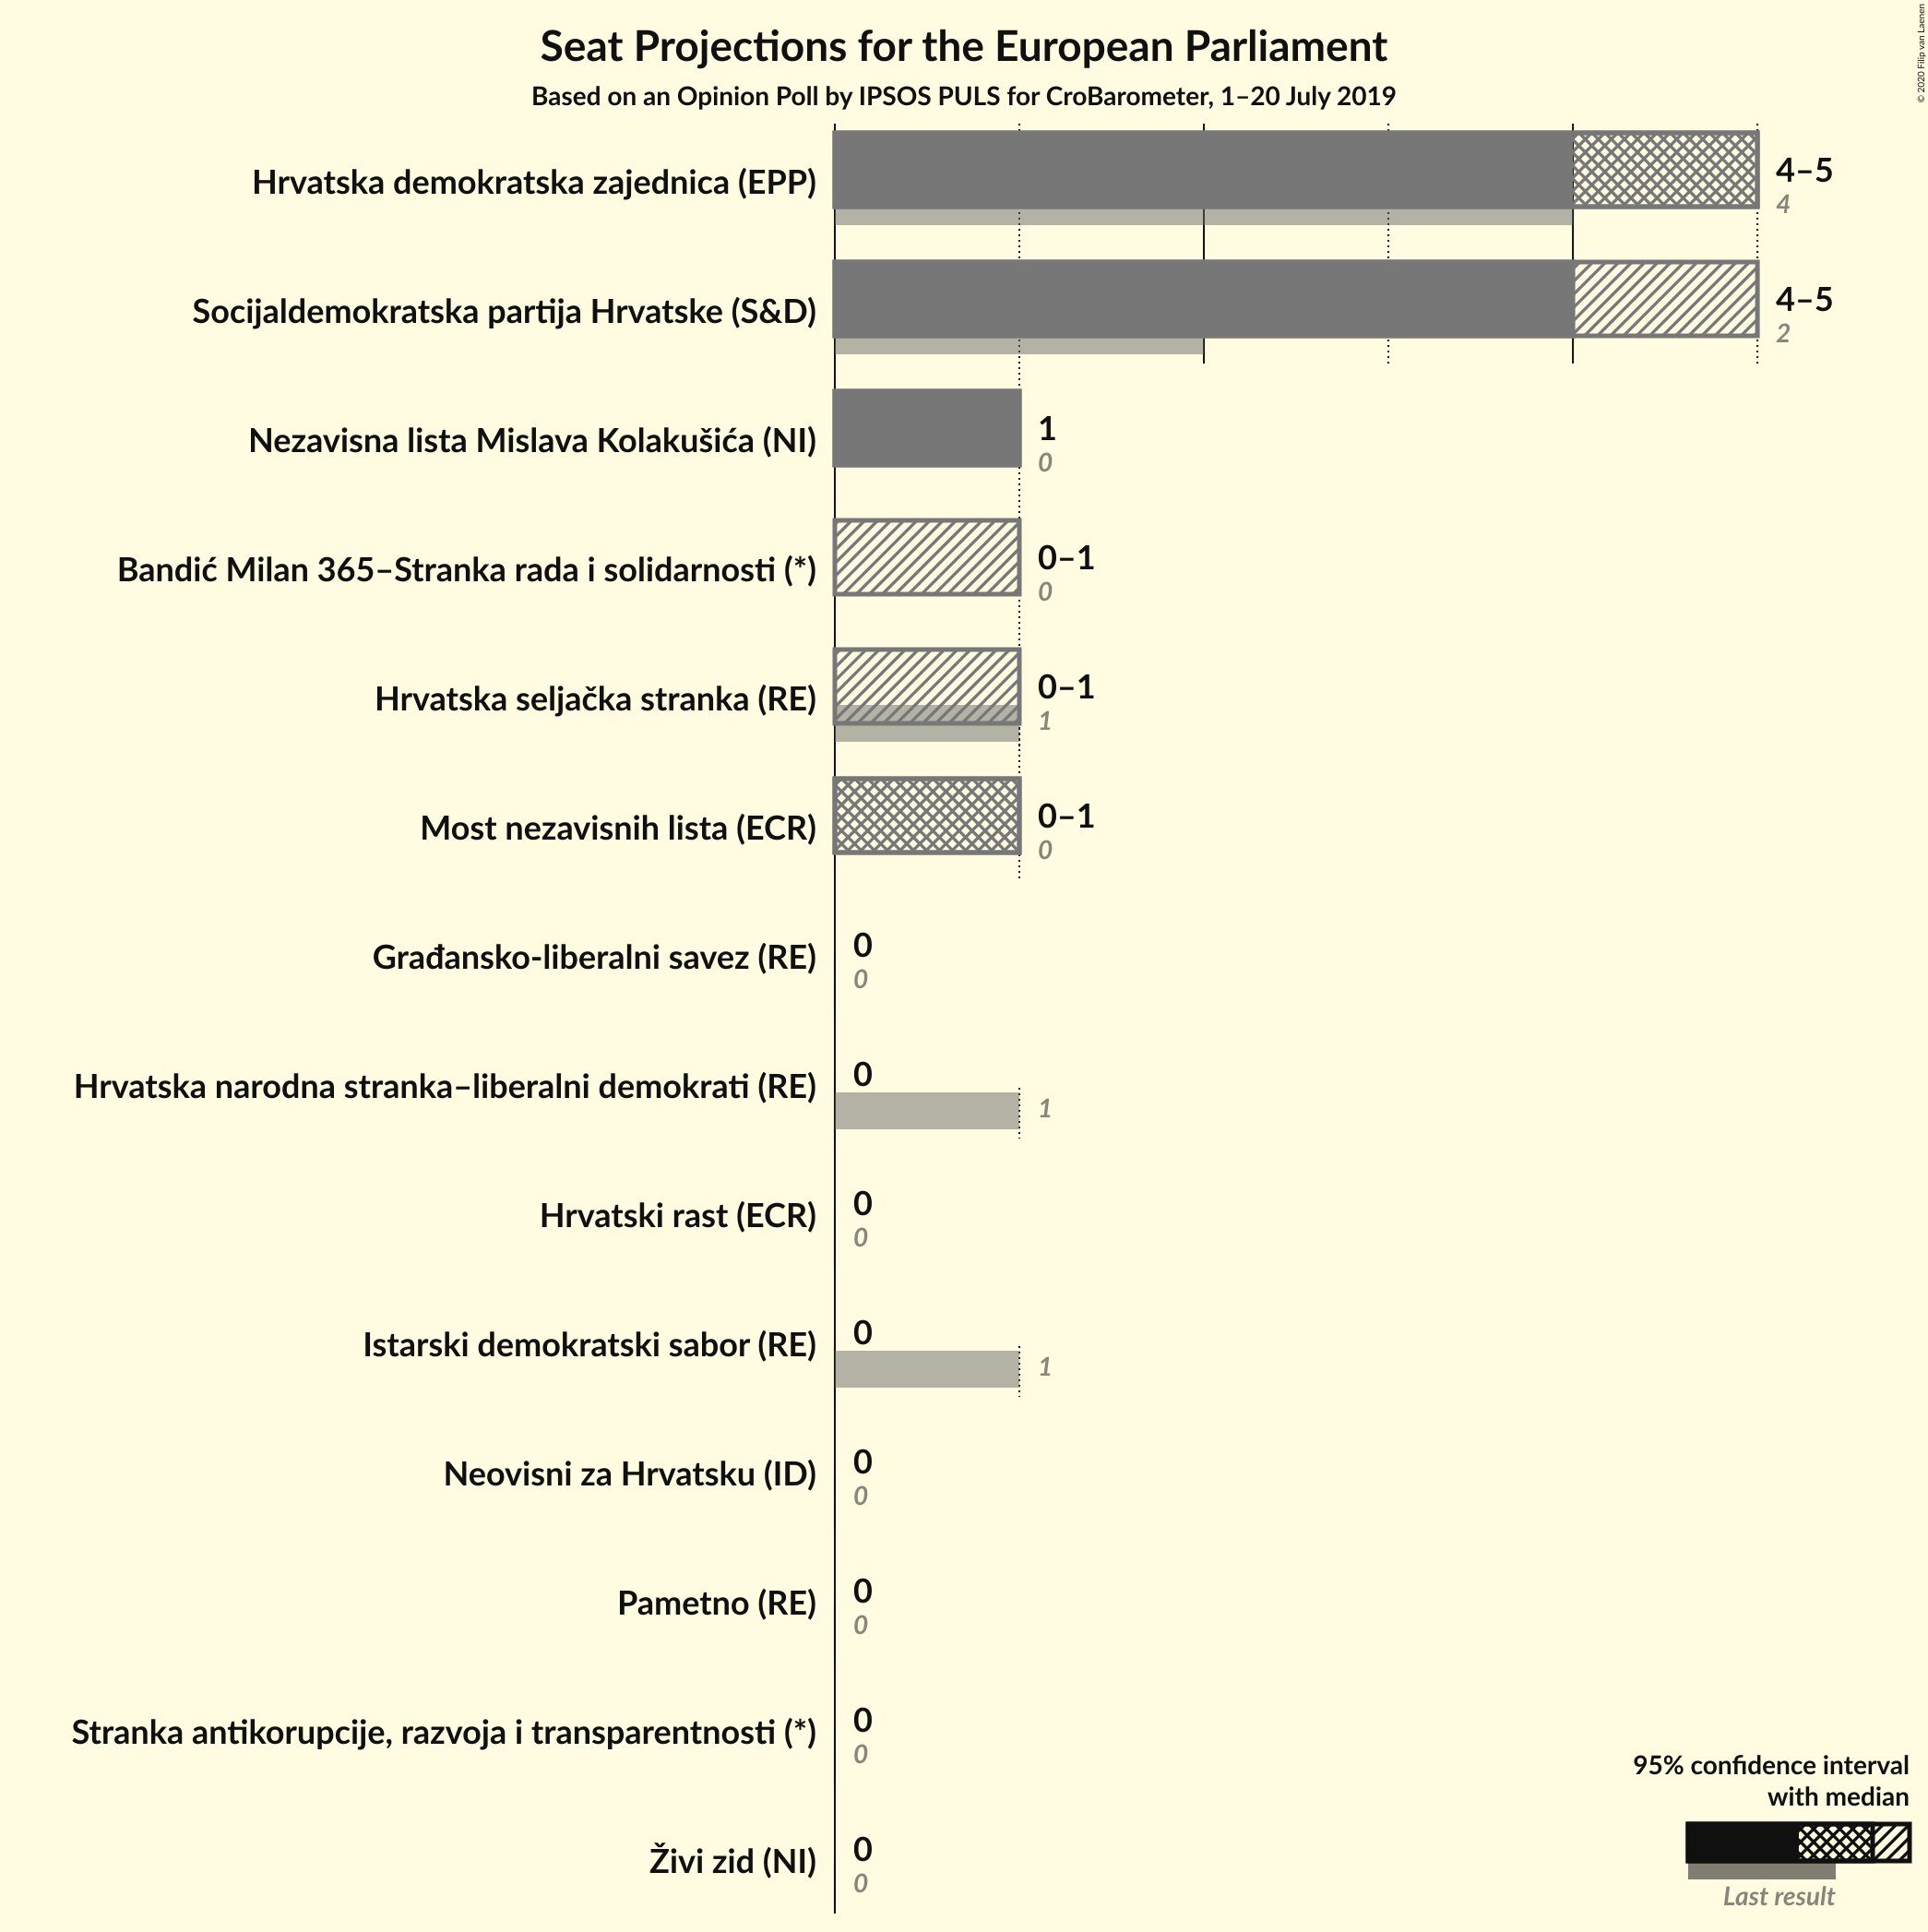 Seat Projections for the European Parliament
Based on an Opinion Poll by IPSOS PULS for CroBarometer, 1–20 July 2019
© 2020 Filip van Laenen
Hrvatska demokratska zajednica (EPP)
4–5
4
Socijaldemokratska partija Hrvatske (S&D)
4–5
2
Nezavisna lista Mislava Kolakušića (NI)
1
0
Bandić Milan 365–Stranka rada i solidarnosti (*)
0–1
0
Hrvatska seljačka stranka (RE)
0–1
1
Most nezavisnih lista (ECR)
0–1
0
Građansko-liberalni savez (RE)
0
0
Hrvatska narodna stranka–liberalni demokrati (RE)
0
1
Hrvatski rast (ECR)
0
0
Istarski demokratski sabor (RE)
0
1
Neovisni za Hrvatsku (ID)
0
0
Pametno (RE)
0
0
Stranka antikorupcije, razvoja i transparentnosti (*)
0
0
Živi zid (NI)
0
0
95% confidence interval
with median
Last result